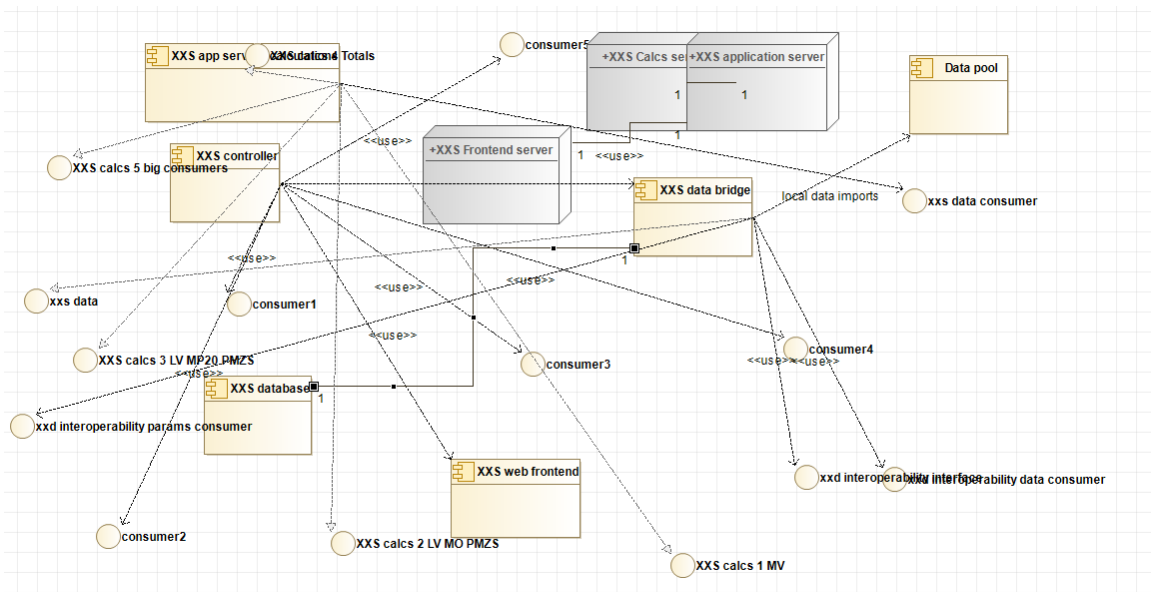 consumer5
XXS app serv
XXS calcs 4 Totals
+XXS Calcs se
+XXS application server
Data pool
1
1
1
<<use>>
+XXS Frontend server
1
<<use>>
XXS controller
XXS calcs 5 big consumers
XXS data bridge
local data imports
xxs data consumer
<<use>>
1
<<use>>
<<use>>
xxs data
consumer1
<<use>>
consumer4
<<use>>
<<use>>
XXS calcs 3 LV MP20 PMZS
consumer3
<<use>>
XXS database
1
xxd interoperability params consumer
XXS web frontend
xxd interoperability interface
xxd interoperability data consumer
consumer2
XXS calcs 2 LV MO PMZS
XXS calcs 1 MV